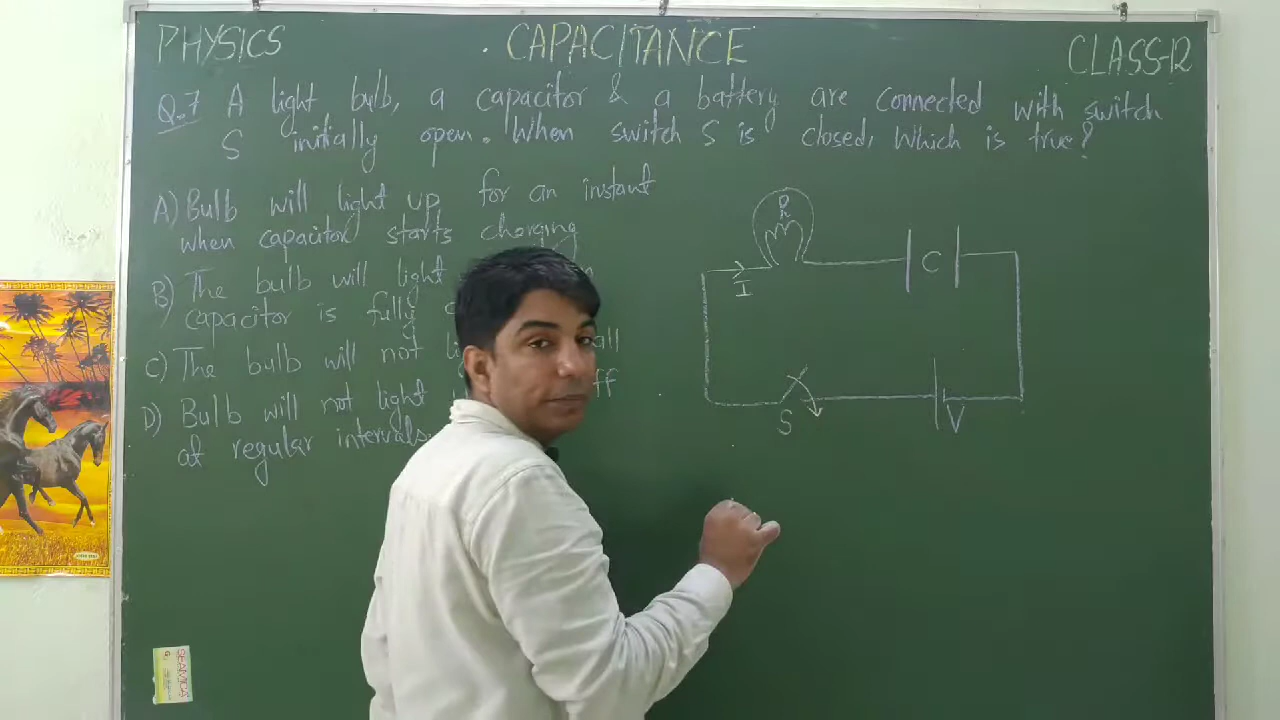 PHYSICS
CAPACITANCE
CLASS-12
Q.7 A light bulb, a capacitor & a battery are connected with switch
S initially open. When switch S is closed, Which is true?
A) Bulb will light up for an instant
when capacitor starts charging
B) The bulb will light
capacitor is fully
C) The bulb will not all
D) Bulb will not light ff
at regular intervals
R
I
C
S
V